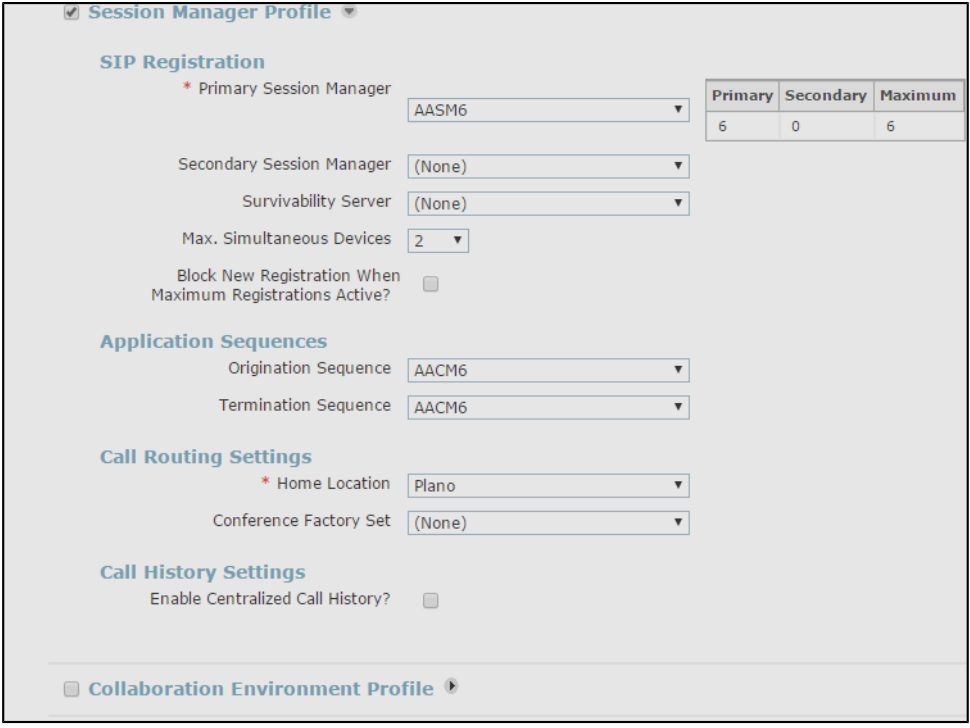 Session Manager Profile
SIP Registration
* Primary Session Manager
AASM6
Primary Secondary Maximum
6 0 6
Secondary Session Manager (None)
Survivability Server (None)
Max. Simultaneous Devices 2
Block New Registration When
Maximum Registrations Active?
Application Sequences
Origination Sequence AACM6
Termination Sequence AACM6
Call Routing Settings
* Home Location Plano
Conference Factory Set (None)
Call History Settings
Enable Centralized Call History?
Collaboration Environment Profile